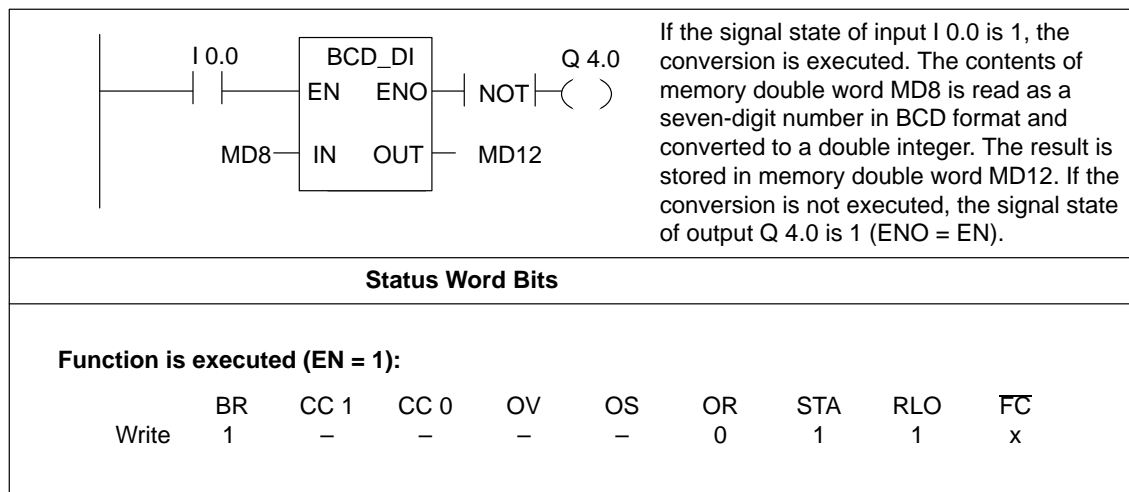 I 0.0
BCD_DI
Q 4.0
EN ENO
NOT
MD8
IN OUT
MD12
If the signal state of input I 0.0 is 1, the
conversion is executed. The contents of
memory double word MD8 is read as a
seven-digit number in BCD format and
converted to a double integer. The result is
stored in memory double word MD12. If the
conversion is not executed, the signal state
of output Q 4.0 is 1 (ENO = EN).
Status Word Bits
Function is executed (EN = 1):
BR CC 1 CC 0 OV OS OR STA RLO F̅C̅
Write 1 – – – – 0 1 1 x